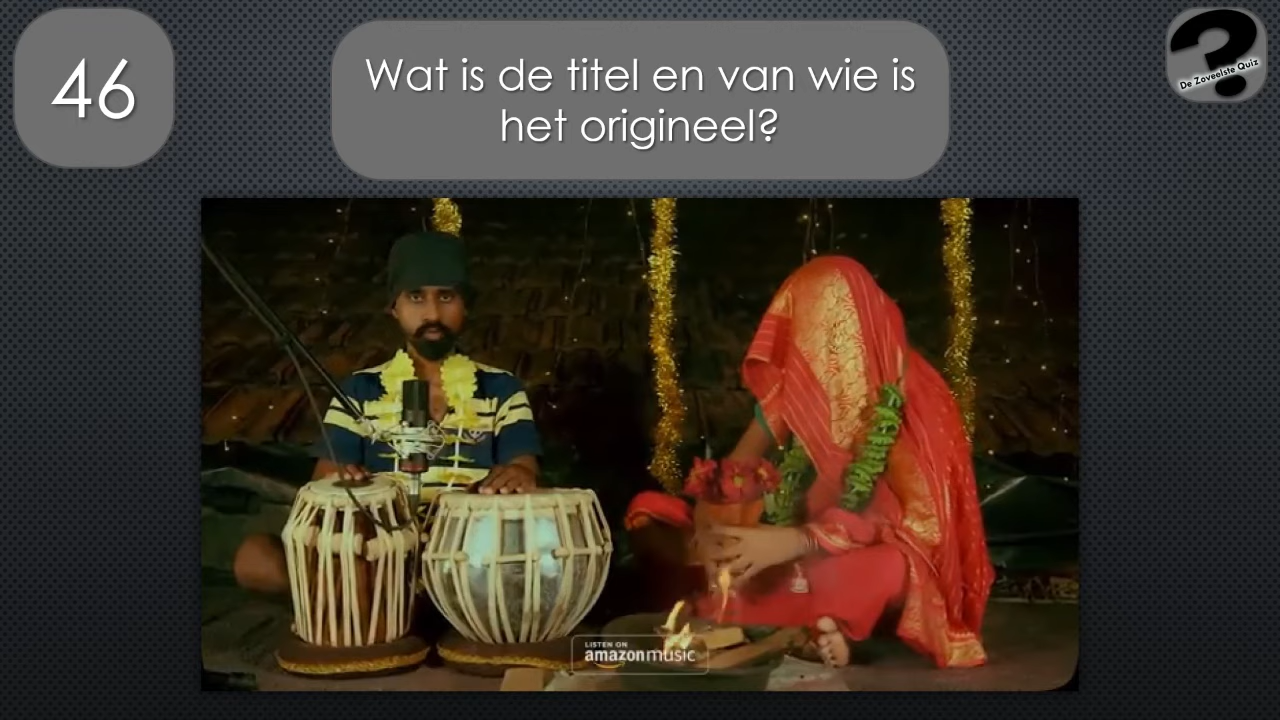 46
Wat is de titel en van wie is
het origineel?
De Zoveelste Quiz
LISTEN ON
amazonmusic